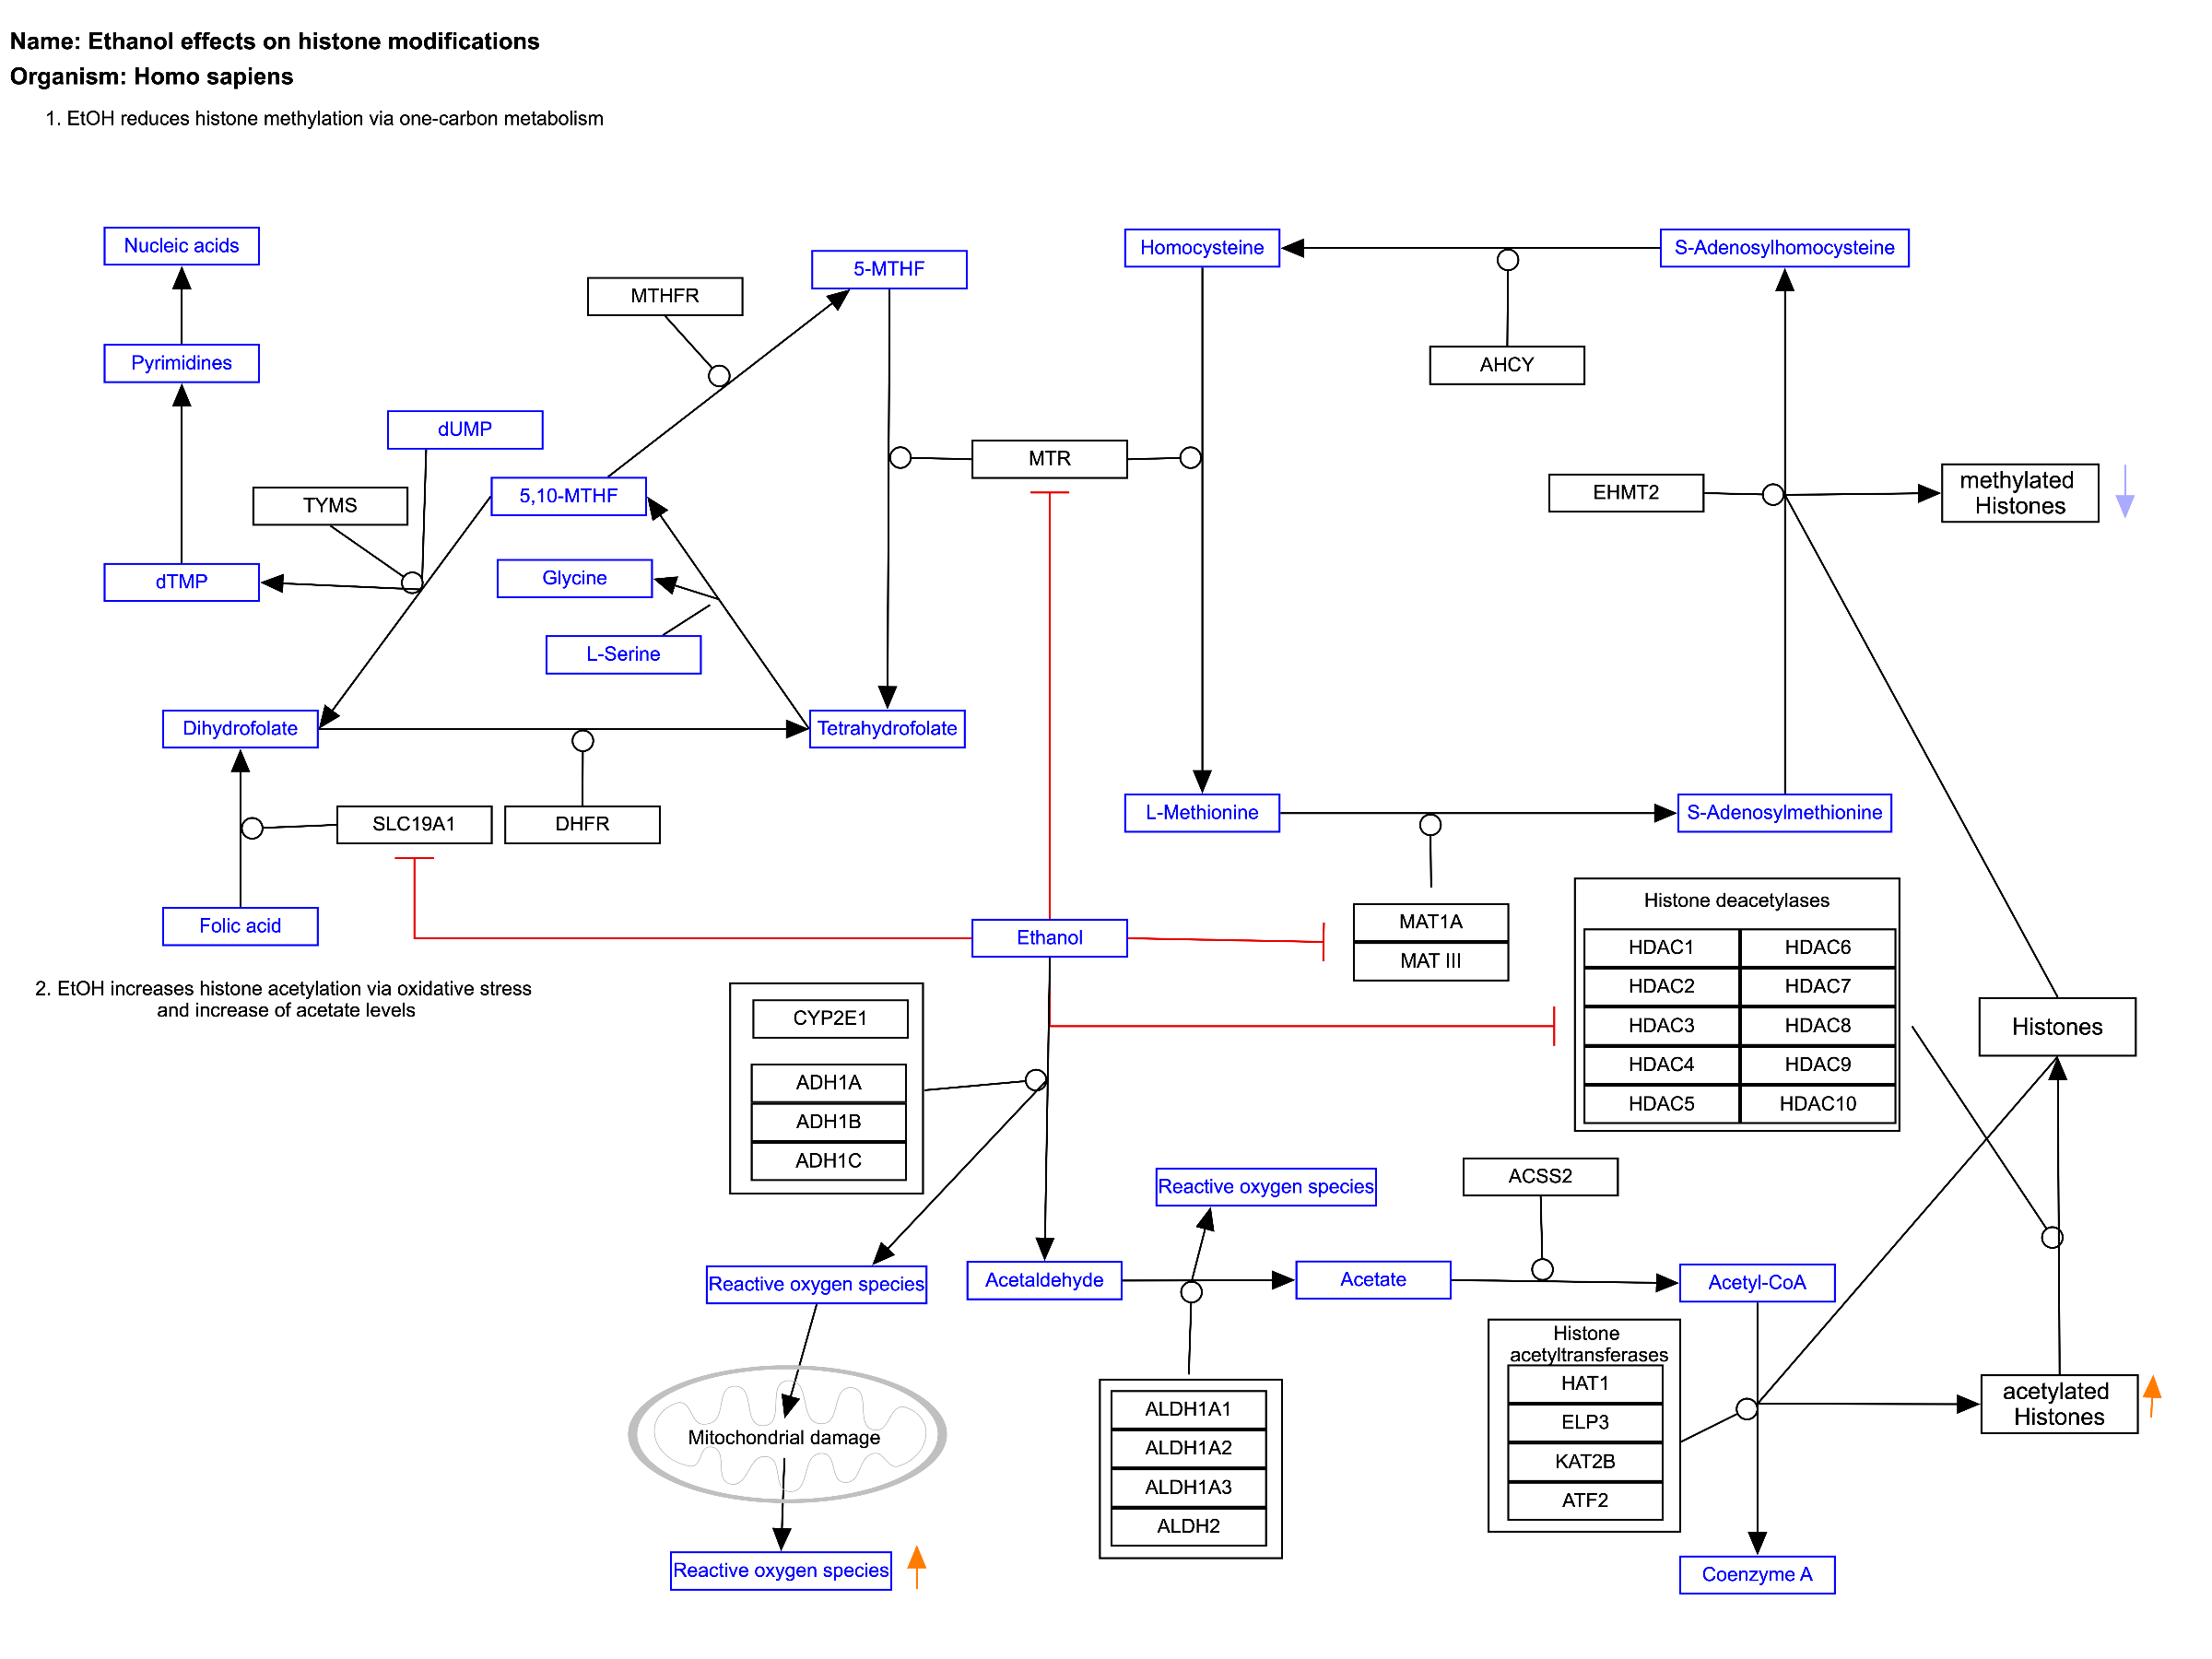 Name: Ethanol effects on histone modifications
Organism: Homo sapiens
1. EtOH reduces histone methylation via one-carbon metabolism
Nucleic acids
Pyrimidines
dUMP
TYMS
dTMP
MTHFR
5-MTHF
5,10-MTHF
Glycine
L-Serine
Dihydrofolate
Tetrahydrofolate
SLC19A1
DHFR
Folic acid
MTR
Homocysteine
S-Adenosylhomocysteine
AHCY
EHMT2
methylated
Histones
L-Methionine
S-Adenosylmethionine
Ethanol
MAT1A
MAT III
2. EtOH increases histone acetylation via oxidative stress
and increase of acetate levels
Histone deacetylases
HDAC1
HDAC6
HDAC2
HDAC7
HDAC3
HDAC8
HDAC4
HDAC9
HDAC5
HDAC10
Histones
CYP2E1
ADH1A
ADH1B
ADH1C
Reactive oxygen species
ACSS2
Reactive oxygen species
Acetaldehyde
Acetate
Acetyl-CoA
Mitochondrial damage
Reactive oxygen species
ALDH1A1
ALDH1A2
ALDH1A3
ALDH2
Histone
acetyltransferases
HAT1
ELP3
KAT2B
ATF2
acetylated
Histones
Coenzyme A